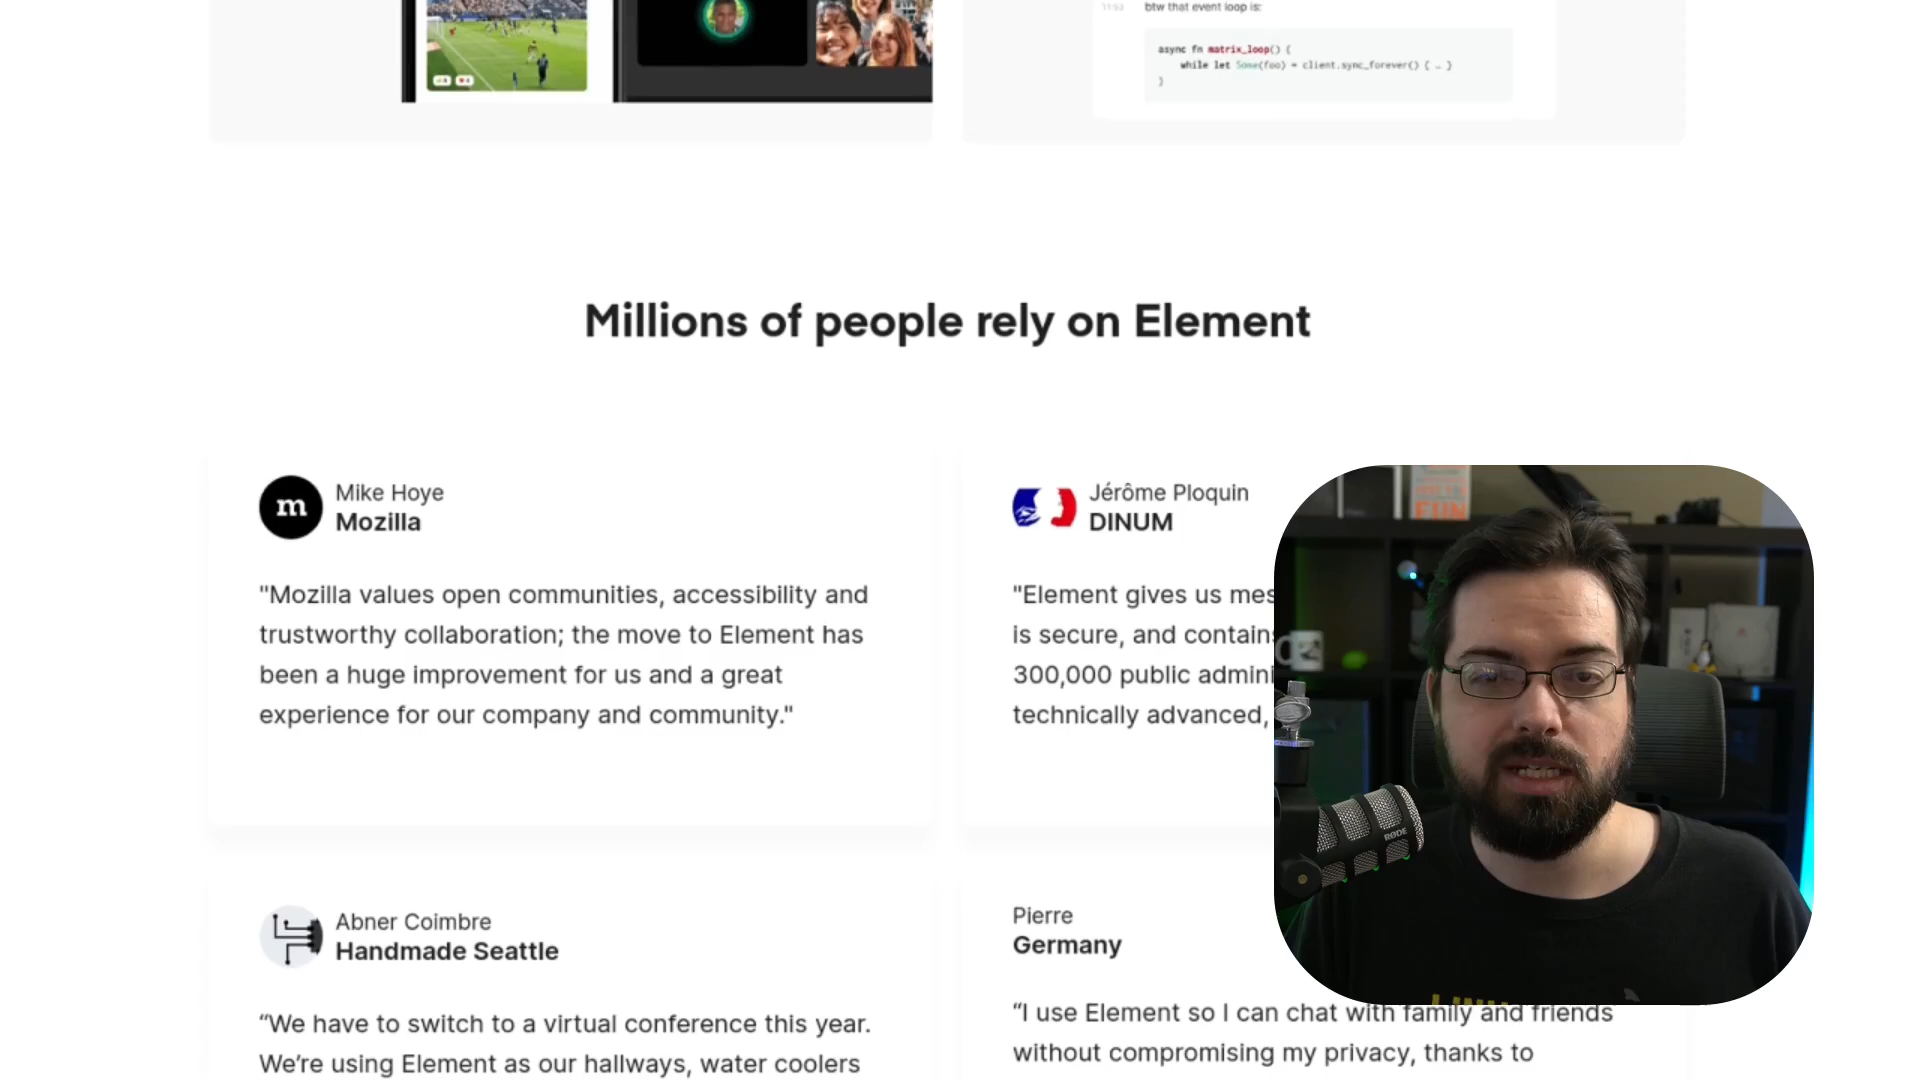 11:53 btw that event loop is:
async fn matrix_loop() {
while let Some(foo) = client.sync_forever() { … }
}
Millions of people rely on Element
m
Mike Hoye
Mozilla
"Mozilla values open communities, accessibility and
trustworthy collaboration; the move to Element has
been a huge improvement for us and a great
experience for our company and community."
Jérôme Ploquin
DINUM
"Element gives us mes
is secure, and contains
300,000 public admini
technically advanced,
FUN
RØDE
Abner Coimbre
Handmade Seattle
“We have to switch to a virtual conference this year.
We’re using Element as our hallways, water coolers
Pierre
Germany
“I use Element so I can chat with family and friends
without compromising my privacy, thanks to